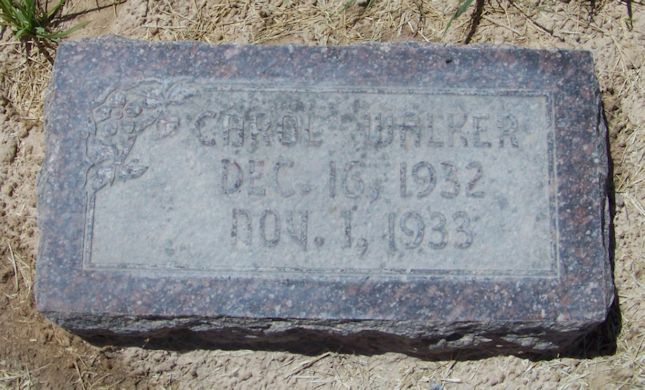 CAROL WALKER
DEC. 16, 1932
NOV. 1, 1933